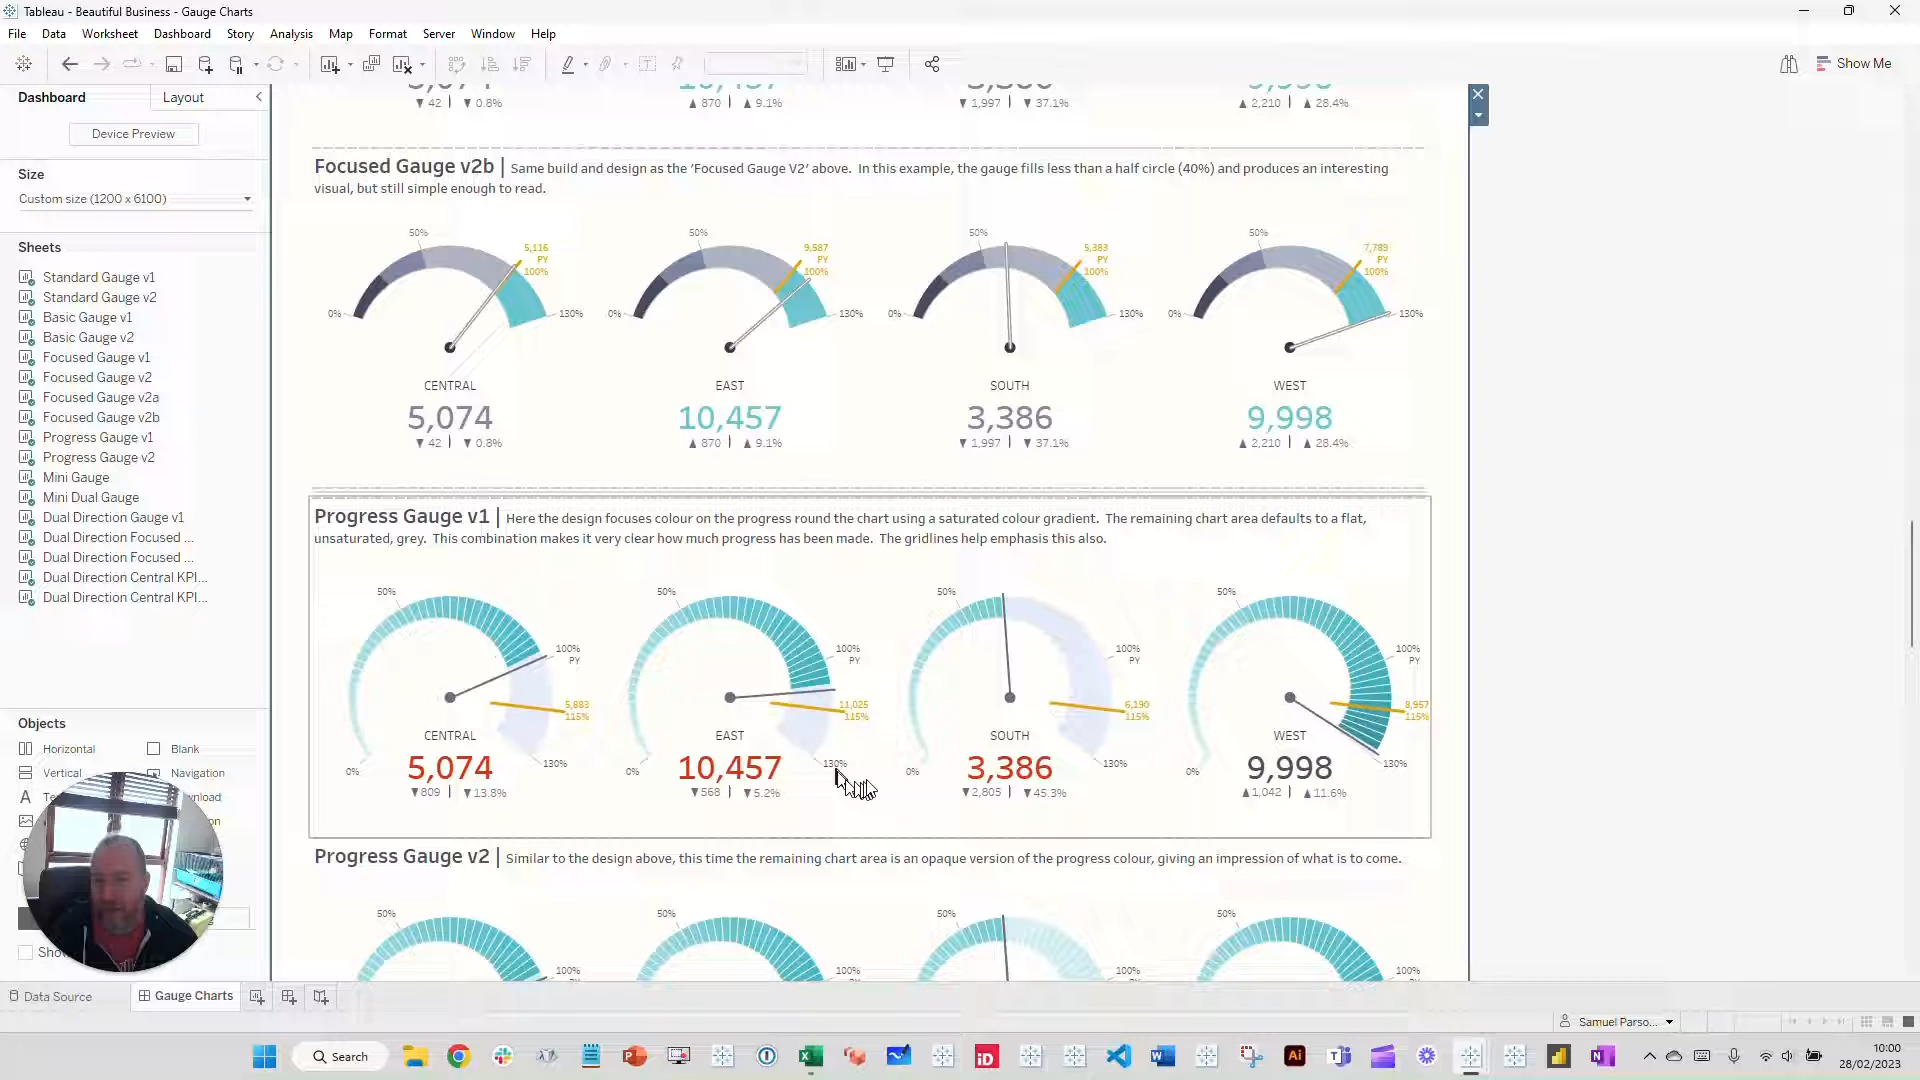 Tableau - Beautiful Business - Gauge Charts
File Data Worksheet Dashboard Story Analysis Map Format Server Window Help
Show Me
Dashboard Layout
Device Preview
Size
Custom size (1200 x 6100)
Sheets
Standard Gauge v1
Standard Gauge v2
Basic Gauge v1
Basic Gauge v2
Focused Gauge v1
Focused Gauge v2
Focused Gauge v2a
Focused Gauge v2b
Progress Gauge v1
Progress Gauge v2
Mini Gauge
Mini Dual Gauge
Dual Direction Gauge v1
Dual Direction Focused ...
Dual Direction Focused ...
Dual Direction Central KPI...
Dual Direction Central KPI...
Objects
Horizontal Blank
Vertical Navigation
▼ 42 | ▼ 0.8% ▲ 870 | ▲ 9.1% ▼ 1,997 | ▼ 37.1% ▲ 2,210 | ▲ 28.4%
Focused Gauge v2b | Same build and design as the ‘Focused Gauge V2’ above. In this example, the gauge fills less than a half circle (40%) and produces an interesting
visual, but still simple enough to read.
50% 50% 50% 50%
5,116 9,587 5,383 7,789
PY PY PY PY
100% 100% 100% 100%
0% 130% 0% 130% 0% 130% 0% 130%
CENTRAL EAST SOUTH WEST
5,074 10,457 3,386 9,998
▼ 42 | ▼ 0.8% ▲ 870 | ▲ 9.1% ▼ 1,997 | ▼ 37.1% ▲ 2,210 | ▲ 28.4%
Progress Gauge v1 | Here the design focuses colour on the progress round the chart using a saturated colour gradient. The remaining chart area defaults to a flat,
unsaturated, grey. This combination makes it very clear how much progress has been made. The gridlines help emphasis this also.
50% 50% 50% 50%
100% 100% 100% 100%
PY PY PY PY
5,883 11,025 6,190 8,957
115% 115% 115% 115%
CENTRAL EAST SOUTH WEST
0% 130% 0% 130% 0% 130% 0% 130%
5,074 10,457 3,386 9,998
▼809 | ▼13.8% ▼568 | ▼5.2% ▼2,805 | ▼45.3% ▲1,042 | ▲11.6%
Progress Gauge v2 | Similar to the design above, this time the remaining chart area is an opaque version of the progress colour, giving an impression of what is to come.
50% 50% 50% 50%
100% 100% 100% 100%
Data Source Gauge Charts
Samuel Parso...
Search
10:00
28/02/2023